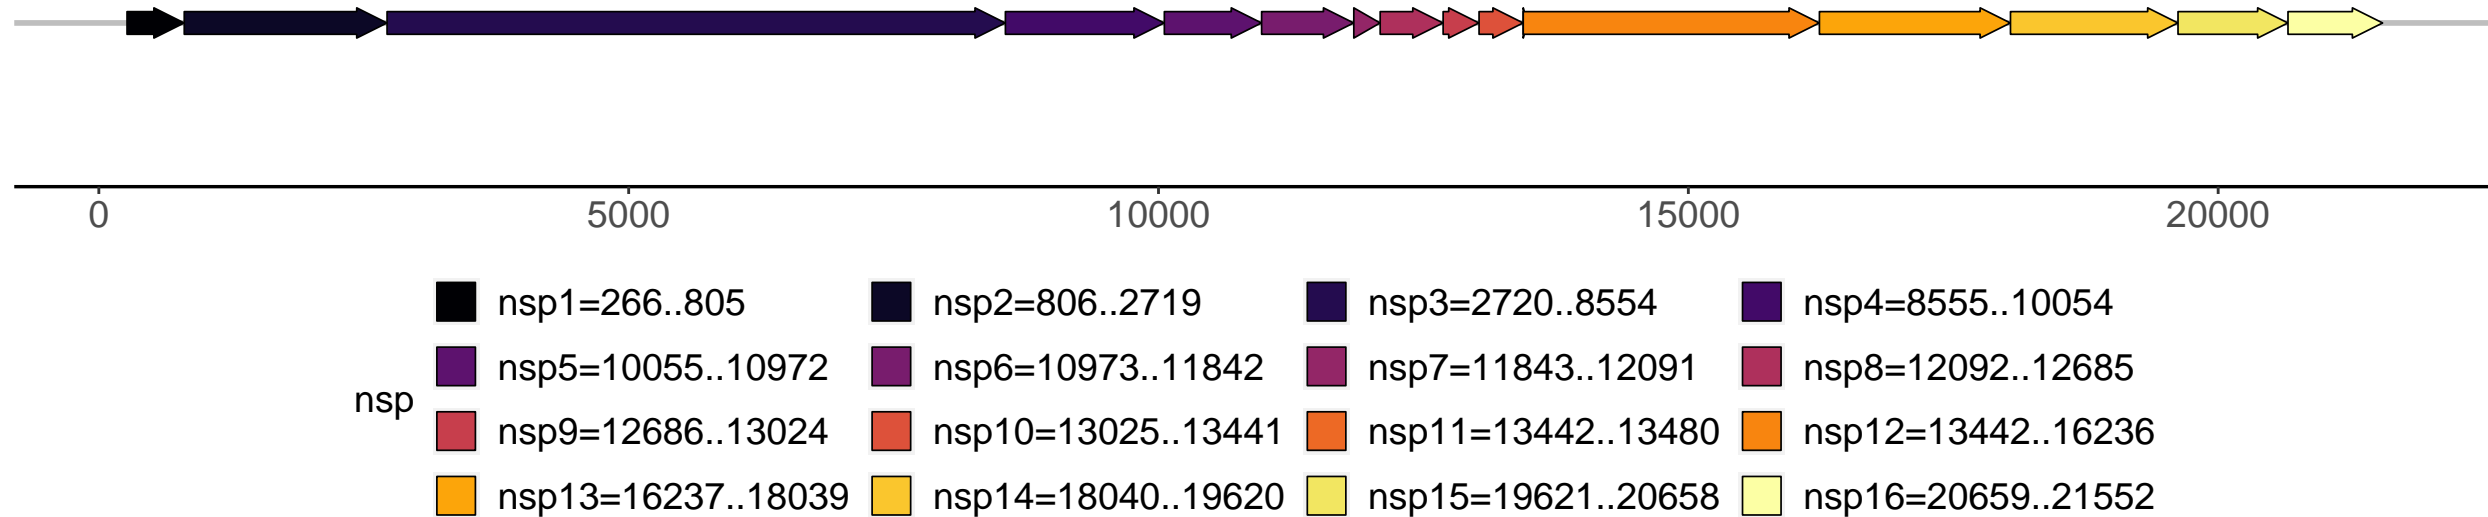 0 5000 10000 15000 20000
nsp1=266..805 nsp2=806..2719 nsp3=2720..8554 nsp4=8555..10054
nsp5=10055..10972 nsp6=10973..11842 nsp7=11843..12091 nsp8=12092..12685
nsp
nsp9=12686..13024 nsp10=13025..13441 nsp11=13442..13480 nsp12=13442..16236
nsp13=16237..18039 nsp14=18040..19620 nsp15=19621..20658 nsp16=20659..21552